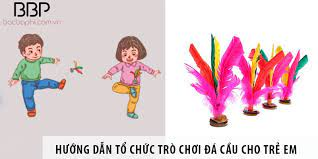 BBP
bacbaphi.com.vn
HƯỚNG DẪN TỔ CHỨC TRÒ CHƠI ĐÁ CẦU CHO TRẺ EM